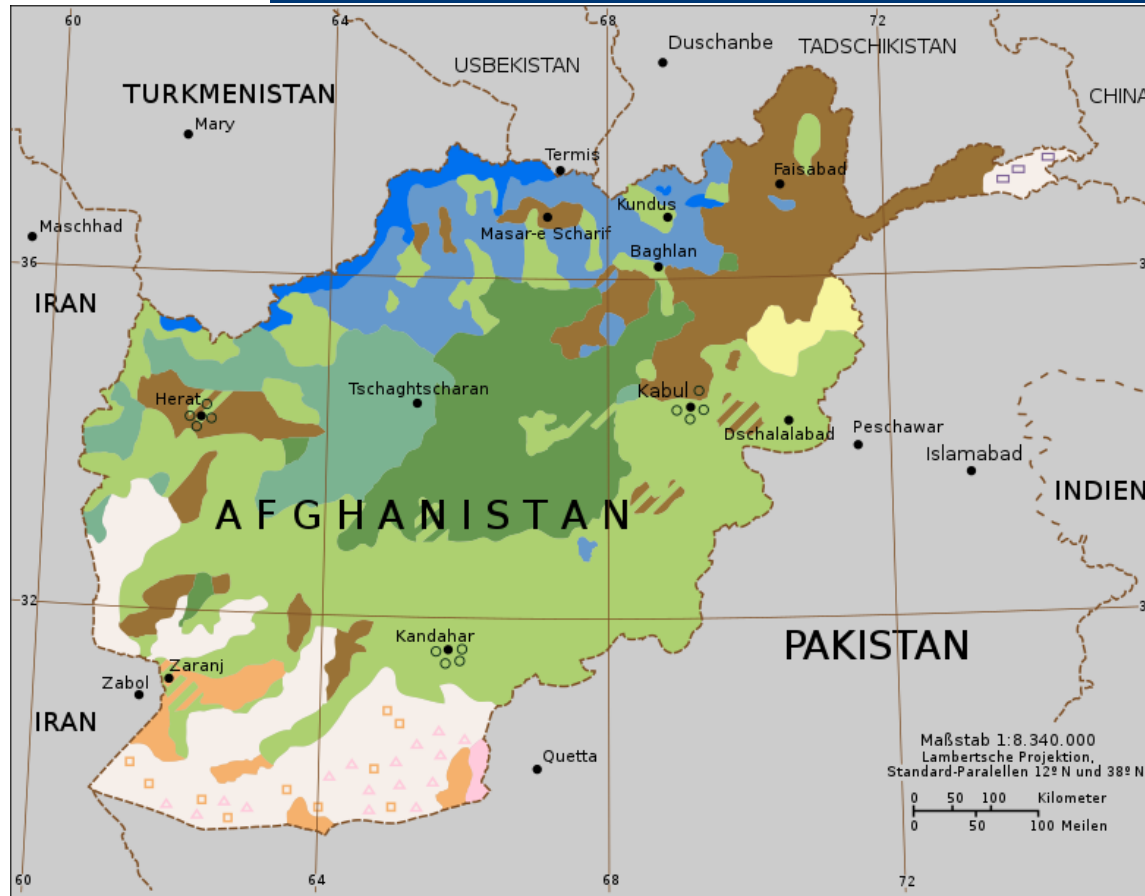 60
64
68
72
Duschanbe
TADSCHIKISTAN
USBEKISTAN
TURKMENISTAN
CHINA
Mary
Termis
Faisabad
Kundus
Maschhad
Masar-e Scharif
Baghlan
36
3
IRAN
Tschaghtscharan
Herat
Kabul
Dschalalabad
Peschawar
Islamabad
INDIEN
AFGHANISTAN
32
3
Kandahar
PAKISTAN
Zaranj
Zabol
IRAN
Quetta
Maßstab 1:8.340.000
Lambertsche Projektion,
Standard-Paralellen 12º N und 38º N
0 50 100 Kilometer
0 50 100 Meilen
60
64
68
72